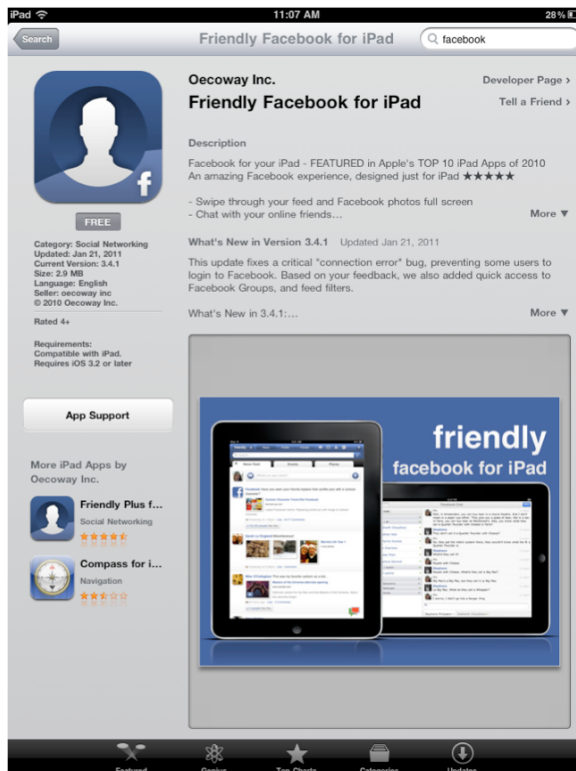 iPad
11:07 AM
28%
Search
Friendly Facebook for iPad
facebook
Oecoway Inc.
Developer Page ›
Friendly Facebook for iPad
Tell a Friend ›
Description
Facebook for your iPad - FEATURED in Apple's TOP 10 iPad Apps of 2010
An amazing Facebook experience, designed just for iPad ★★★★★
- Swipe through your feed and Facebook photos full screen
- Chat with your online friends…
More ▼
What's New in Version 3.4.1 Updated Jan 21, 2011
This update fixes a critical "connection error" bug, preventing some users to
login to Facebook. Based on your feedback, we also added quick access to
Facebook Groups, and feed filters.
What's New in 3.4.1:…
More ▼
f
FREE
Category: Social Networking
Updated: Jan 21, 2011
Current Version: 3.4.1
Size: 2.9 MB
Language: English
Seller: oecoway inc
© 2010 Oecoway Inc.
Rated 4+
Requirements:
Compatible with iPad.
Requires iOS 3.2 or later
App Support
More iPad Apps by
Oecoway Inc.
Friendly Plus f...
Social Networking
Compass for i...
Navigation
friendly
facebook for iPad
Featured
Genius
Top Charts
Categories
Updates